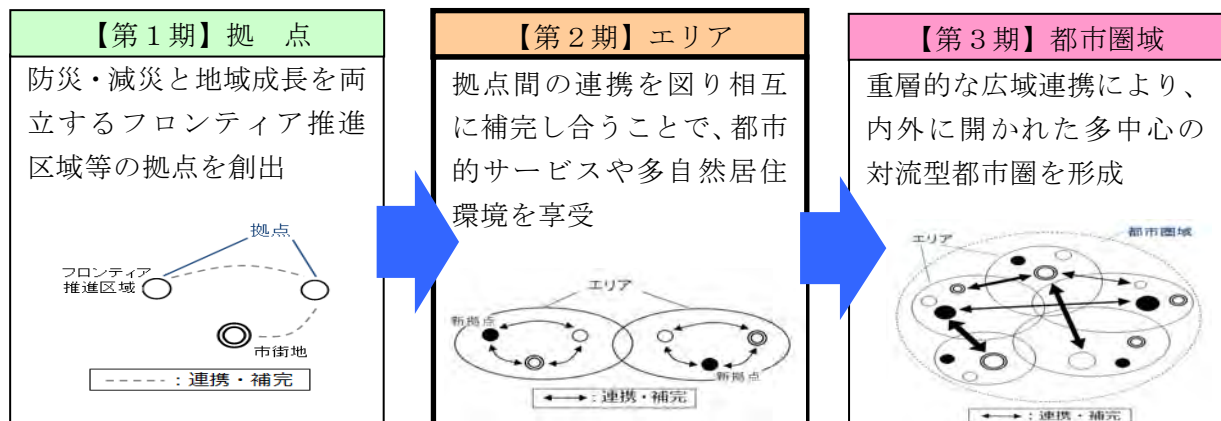 【第1期】拠　点
防災・減災と地域成長を両
立するフロンティア推進
区域等の拠点を創出
拠点
フロンティア
推進区域
市街地
-----：連携・補完
【第2期】エリア
拠点間の連携を図り相互
に補完し合うことで、都市
的サービスや多自然居住
環境を享受
エリア
新拠点
新拠点
：連携・補完
【第3期】都市圏域
重層的な広域連携により、
内外に開かれた多中心の
対流型都市圏を形成
エリア
都市圏域
：連携・補完